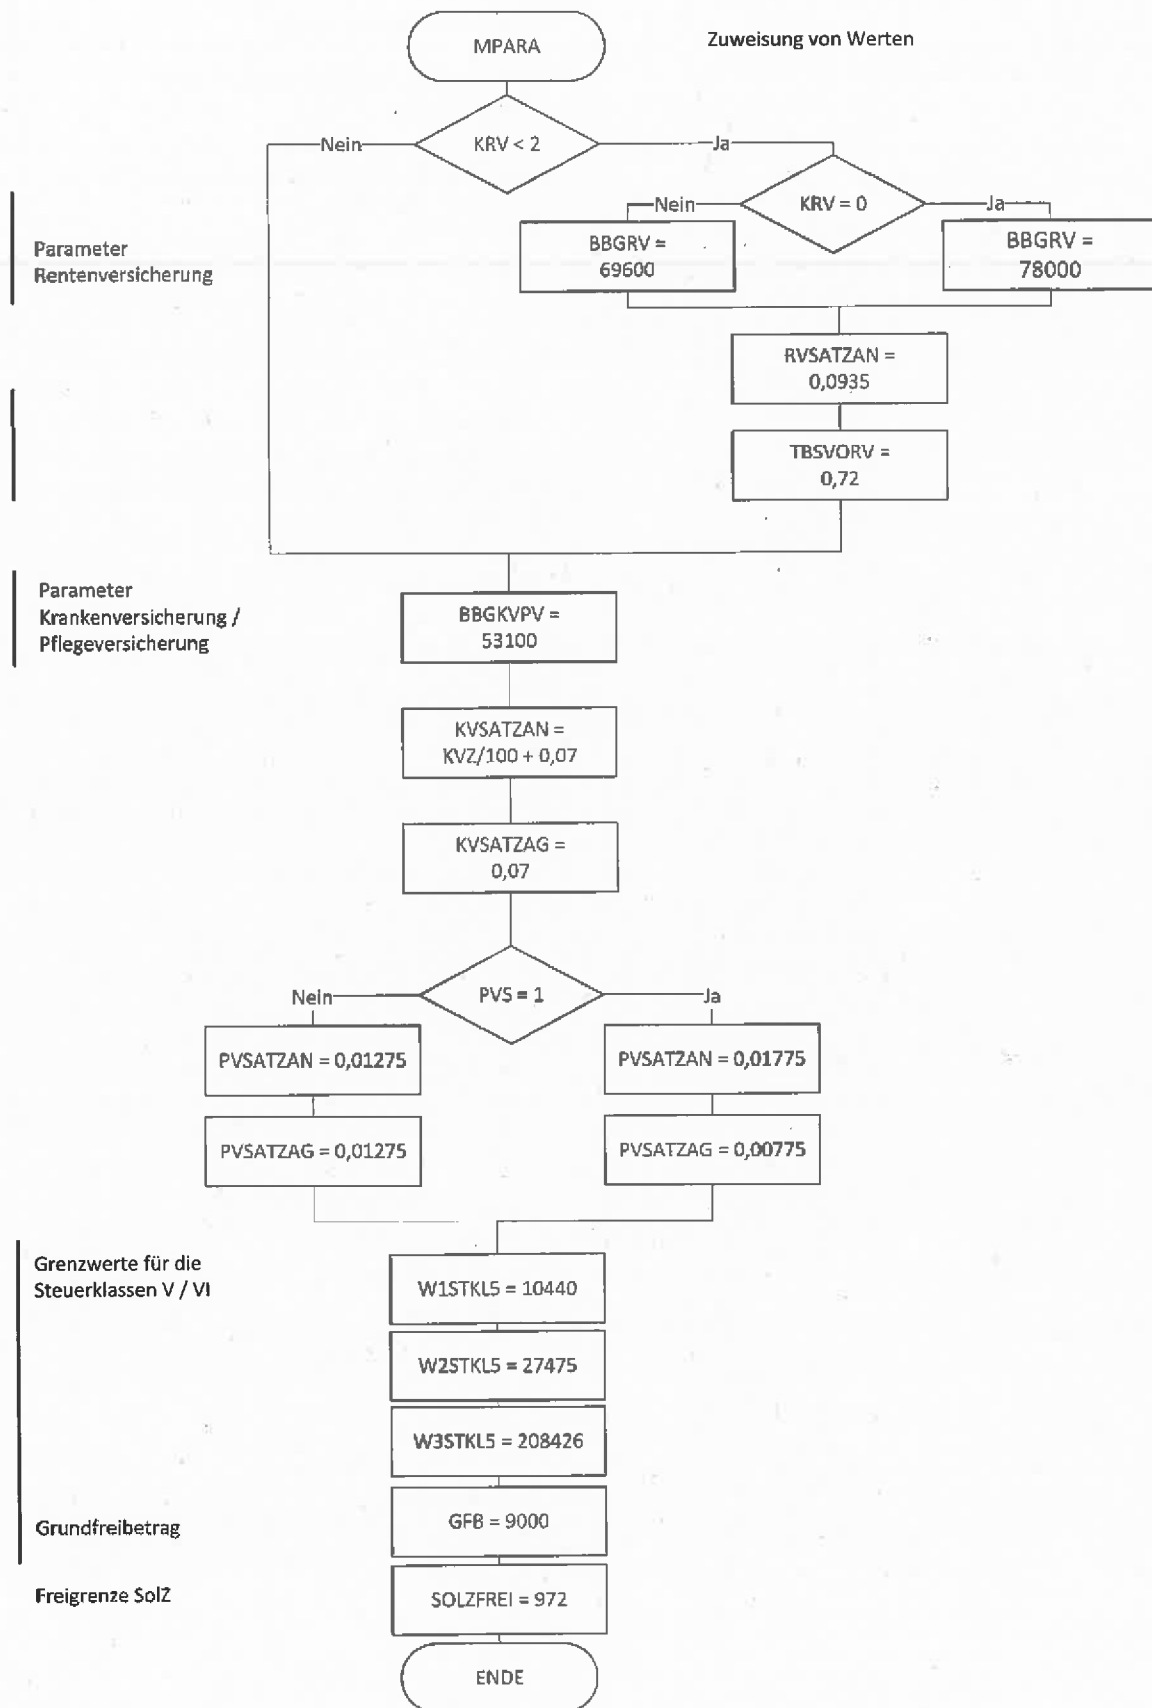 MPARA
Zuweisung von Werten
Nein
KRV < 2
Ja
Nein
KRV = 0
Ja
Parameter
Rentenversicherung
BBGRV =
69600
BBGRV =
78000
RVSATZAN =
0,0935
TBSVORV =
0,72
Parameter
Krankenversicherung /
Pflegeversicherung
BBGKVPV =
53100
KVSATZAN =
KVZ/100 + 0,07
KVSATZAG =
0,07
Nein
PVS = 1
Ja
PVSATZAN = 0,01275
PVSATZAN = 0,01775
PVSATZAG = 0,01275
PVSATZAG = 0,00775
Grenzwerte für die
Steuerklassen V / VI
W1STKL5 = 10440
W2STKL5 = 27475
W3STKL5 = 208426
Grundfreibetrag
GFB = 9000
Freigrenze SolZ
SOLZFREI = 972
ENDE